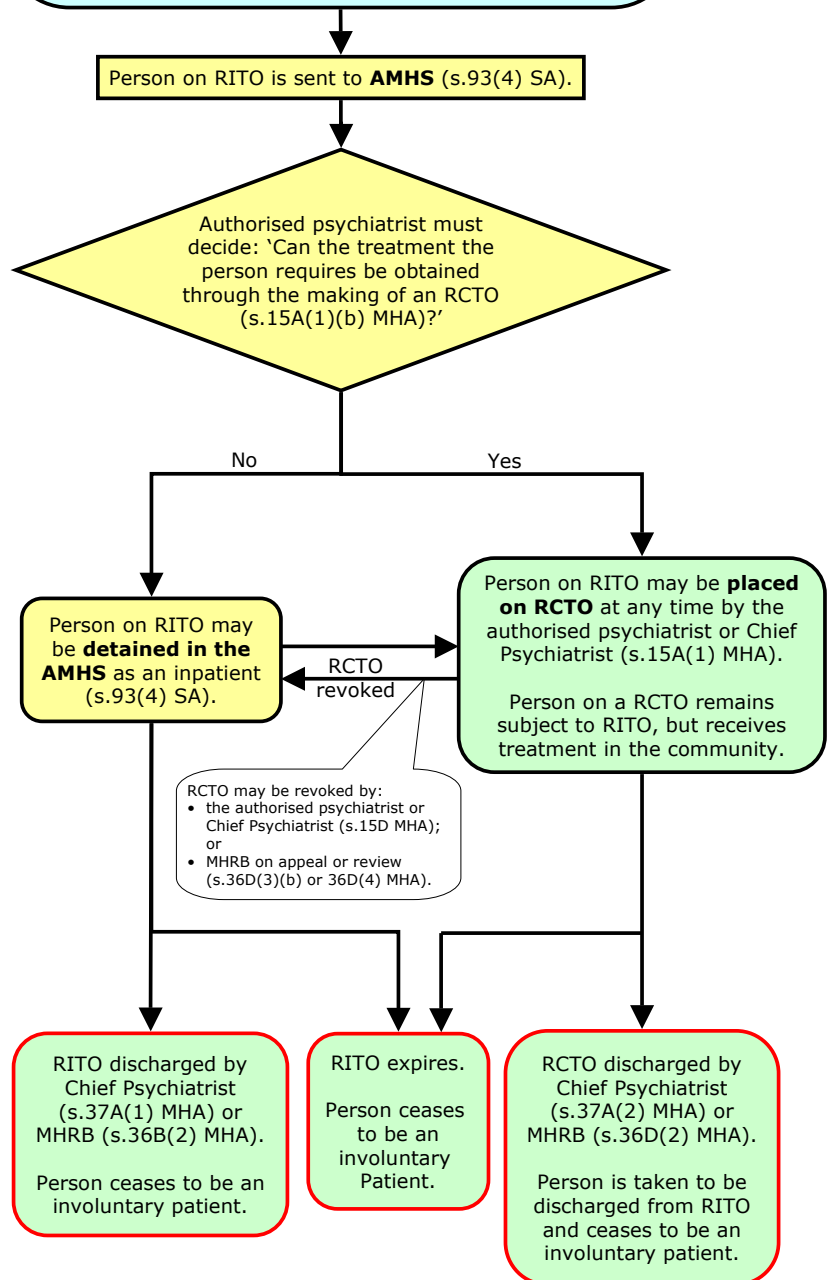 Person on RITO is sent to AMHS (s.93(4) SA).
Authorised psychiatrist must
decide: ‘Can the treatment the
person requires be obtained
through the making of an RCTO
(s.15A(1)(b) MHA)?’
No
Yes
Person on RITO may
be detained in the
AMHS as an inpatient
(s.93(4) SA).
RCTO
revoked
Person on RITO may be placed
on RCTO at any time by the
authorised psychiatrist or Chief
Psychiatrist (s.15A(1) MHA).
Person on a RCTO remains
subject to RITO, but receives
treatment in the community.
RCTO may be revoked by:
• the authorised psychiatrist or
Chief Psychiatrist (s.15D MHA);
or
• MHRB on appeal or review
(s.36D(3)(b) or 36D(4) MHA).
RITO discharged by
Chief Psychiatrist
(s.37A(1) MHA) or
MHRB (s.36B(2) MHA).
Person ceases to be an
involuntary patient.
RITO expires.
Person ceases
to be an
involuntary
Patient.
RCTO discharged by
Chief Psychiatrist
(s.37A(2) MHA) or
MHRB (s.36D(2) MHA).
Person is taken to be
discharged from RITO
and ceases to be an
involuntary patient.